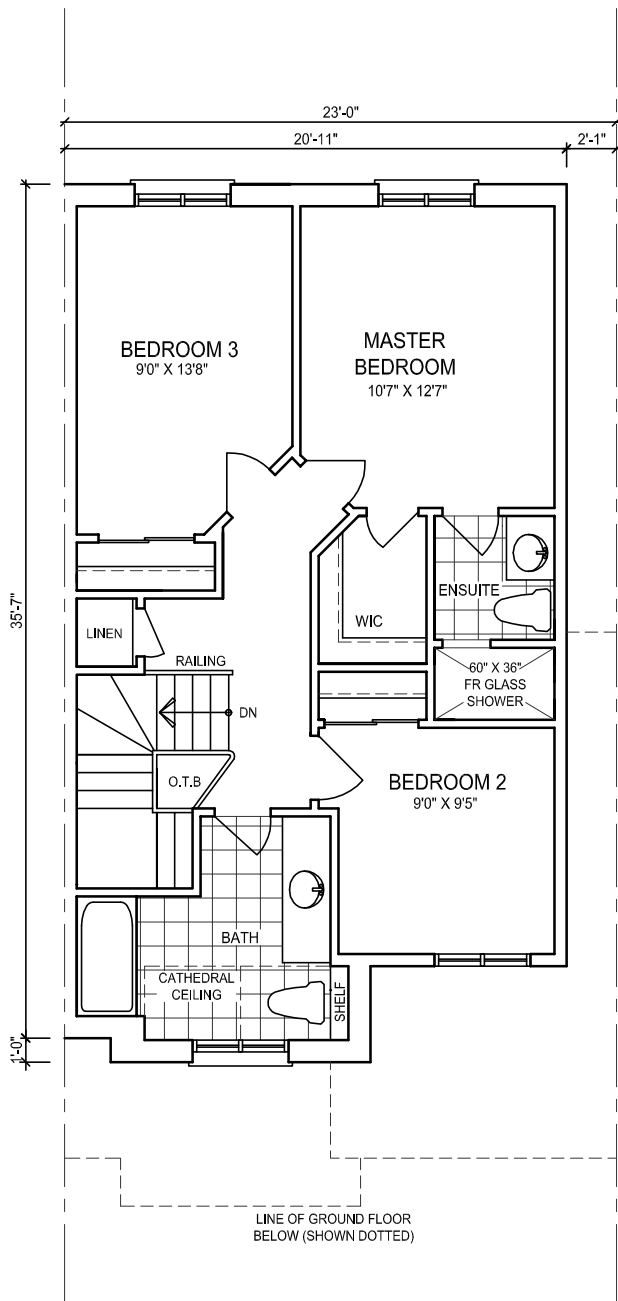 23'-0"
20'-11"
2'-1"
BEDROOM 3
9'0" X 13'8"
MASTER
BEDROOM
10'7" X 12'7"
35'-7"
ENSUITE
WIC
LINEN
RAILING
60" X 36"
FR GLASS
SHOWER
DN
O.T.B
BEDROOM 2
9'0" X 9'5"
BATH
CATHEDRAL
CEILING
SHELF
1'-0"
LINE OF GROUND FLOOR
BELOW (SHOWN DOTTED)